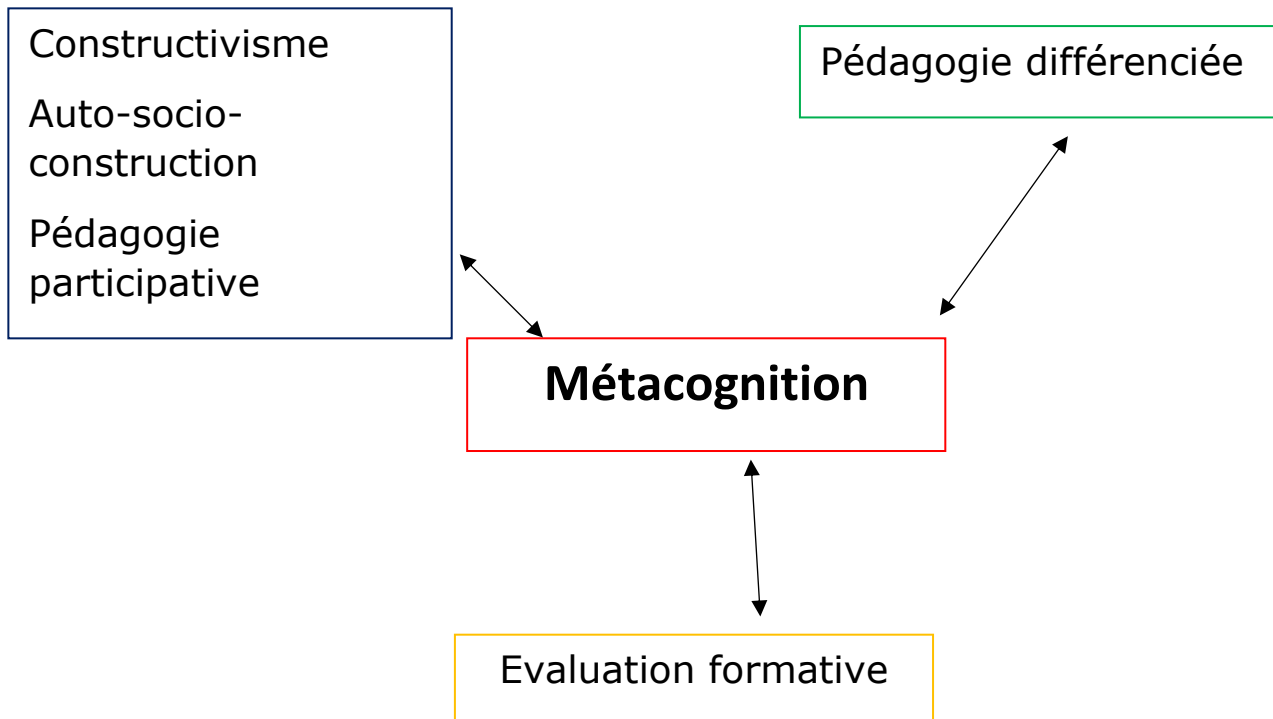 Constructivisme
Auto-socio-
construction
Pédagogie
participative
Pédagogie différenciée
Métacognition
Evaluation formative